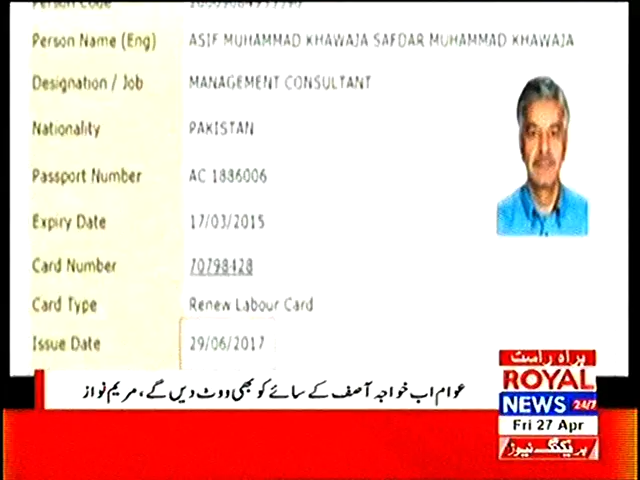 Person Code
Person Name (Eng) ASIF MUHAMMAD KHAWAJA SAFDAR MUHAMMAD KHAWAJA
Designation / Job MANAGEMENT CONSULTANT
Nationality PAKISTAN
Passport Number AC 1886006
Expiry Date 17/03/2015
Card Number 70798428
Card Type Renew Labour Card
Issue Date 29/06/2017
براہ راست
ROYAL
NEWS 24/7
Fri 27 Apr
بریکنگ نیوز
عوام اب خواجہ آصف کے سائے کو بھی ووٹ دیں گے، مریم نواز